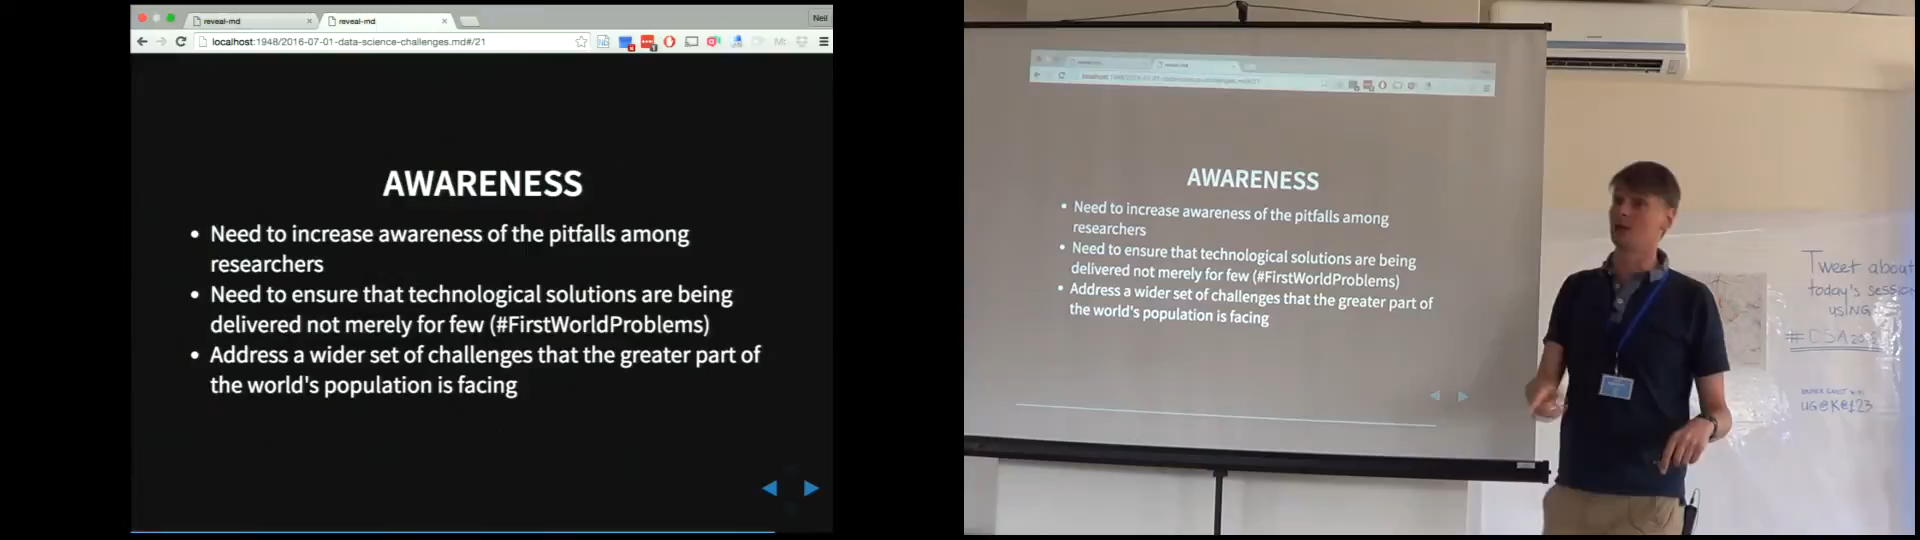 reveal-md
reveal-md
Neil
localhost:1948/2016-07-01-data-science-challenges.md#/21
AWARENESS
• Need to increase awareness of the pitfalls among
researchers
• Need to ensure that technological solutions are being
delivered not merely for few (#FirstWorldProblems)
• Address a wider set of challenges that the greater part of
the world's population is facing
AWARENESS
• Need to increase awareness of the pitfalls among
researchers
• Need to ensure that technological solutions are being
delivered not merely for few (#FirstWorldProblems)
• Address a wider set of challenges that the greater part of
the world's population is facing
Tweet about
today's
USING